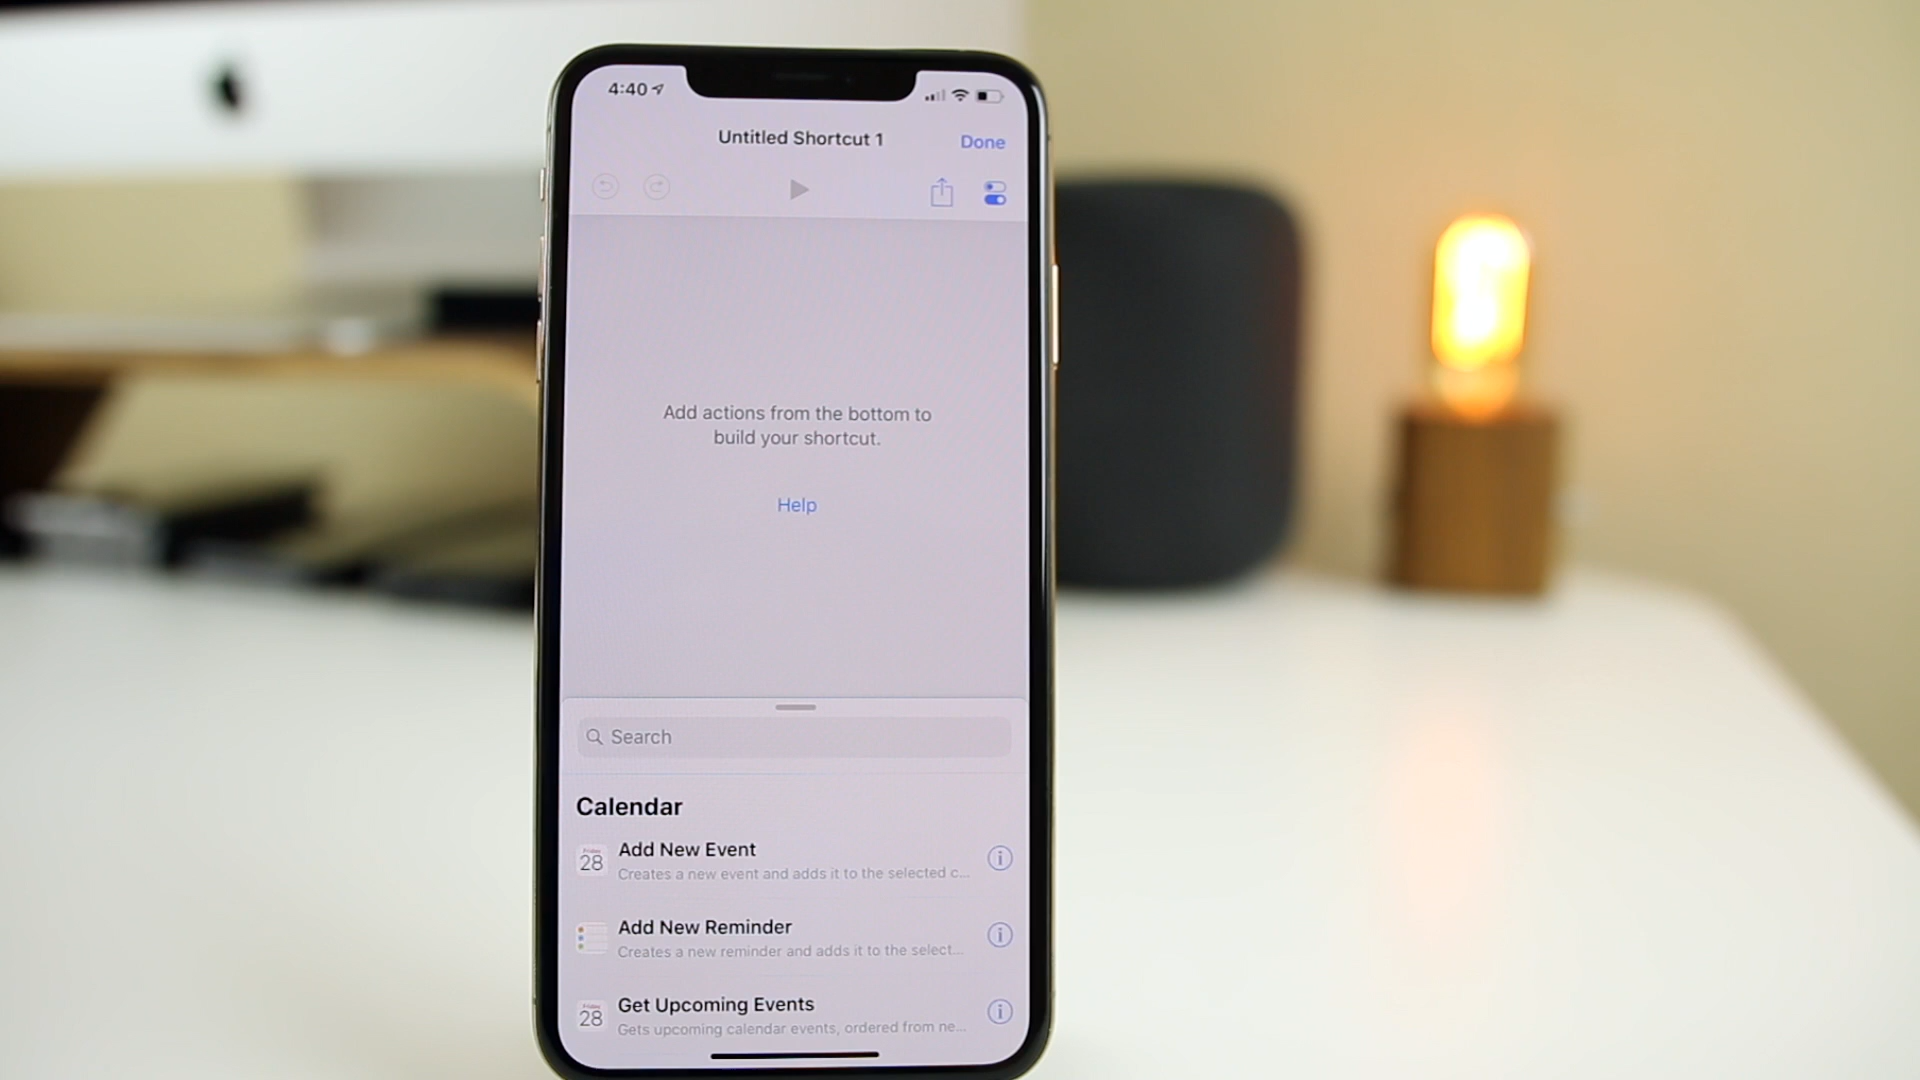 4:40
Untitled Shortcut 1
Done
Add actions from the bottom to
build your shortcut.
Help
Search
Calendar
Friday
28
Add New Event
Creates a new event and adds it to the selected c...
Add New Reminder
Creates a new reminder and adds it to the select...
Friday
28
Get Upcoming Events
Gets upcoming calendar events, ordered from ne...